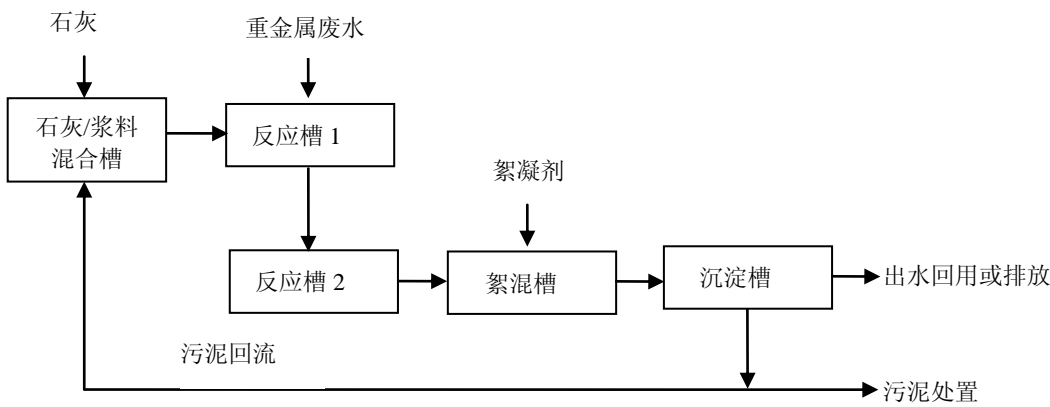 石灰
重金属废水
石灰/浆料
混合槽
反应槽 1
絮凝剂
反应槽 2
絮混槽
沉淀槽
出水回用或排放
污泥回流
污泥处置